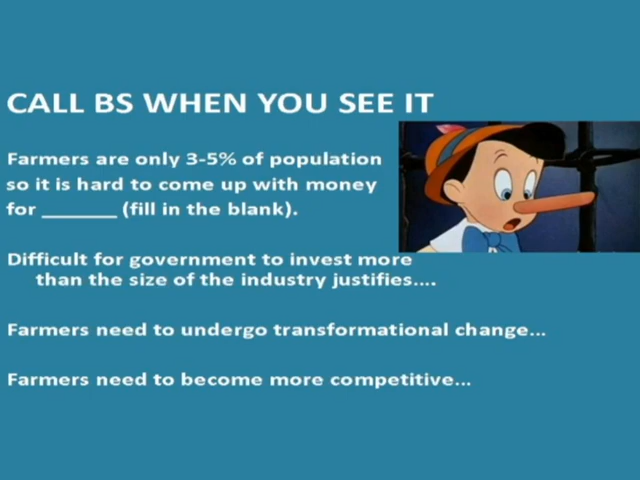 CALL BS WHEN YOU SEE IT
Farmers are only 3-5% of population
so it is hard to come up with money
for _______ (fill in the blank).
Difficult for government to invest more
than the size of the industry justifies....
Farmers need to undergo transformational change...
Farmers need to become more competitive...